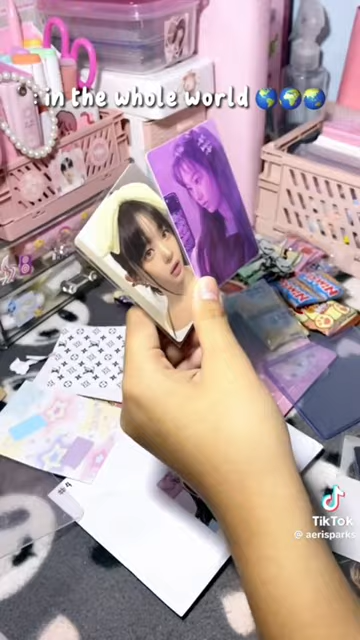 : in the whole world 🌏🌍🌏
TikTok
@ aerisparks